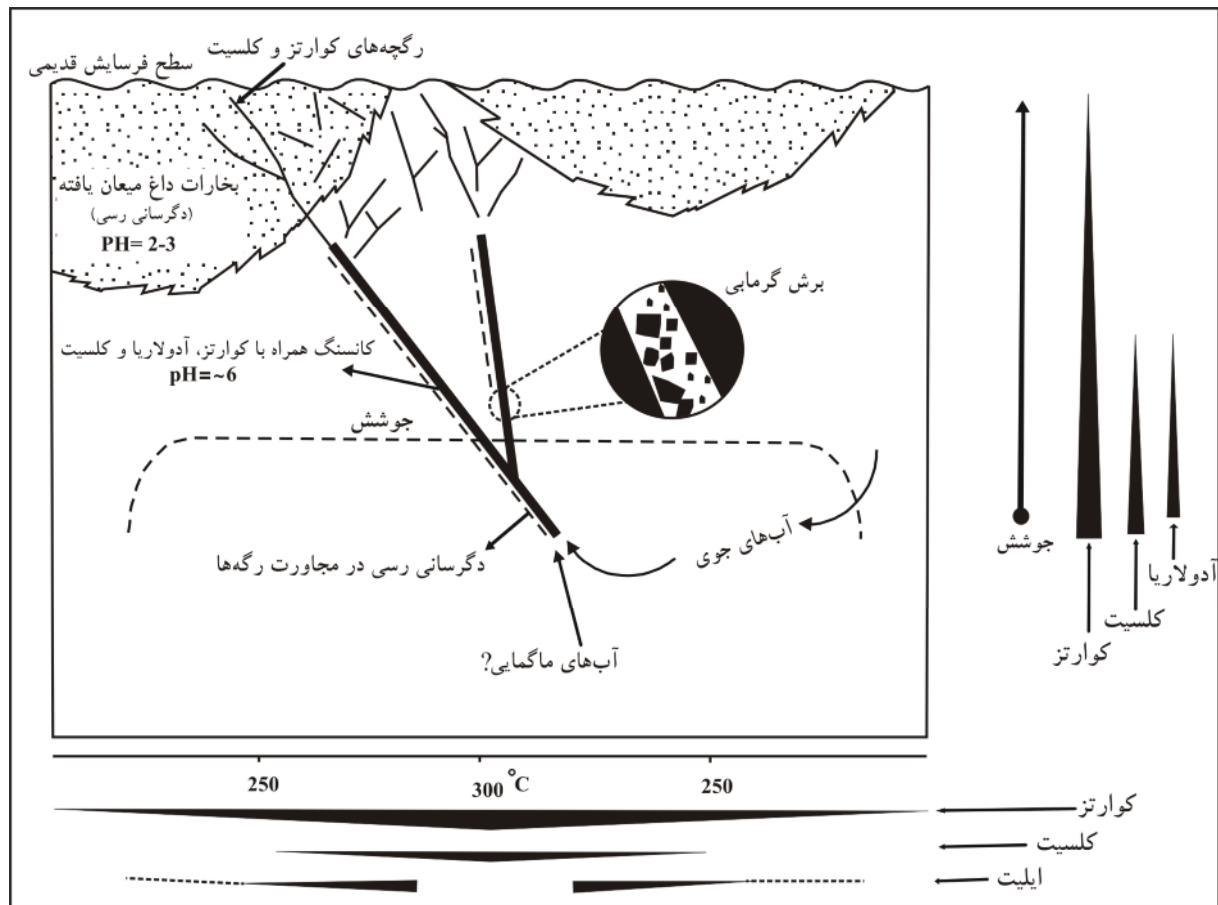 رگچه‌های کوارتز و کلسیت
سطح فرسایش قدیمی
بخارات داغ میعان یافته
(دگرسانی رسی)
PH= 2-3
برش گرمابی
کانسنگ همراه با کوارتز، آدولاریا و کلسیت
pH=~6
جوشش
آب‌های جوی
دگرسانی رسی در مجاورت رگه‌ها
آب‌های ماگمایی?
جوشش
آدولاریا
کلسیت
کوارتز
250
300 °C
250
کوارتز
کلسیت
ایلیت